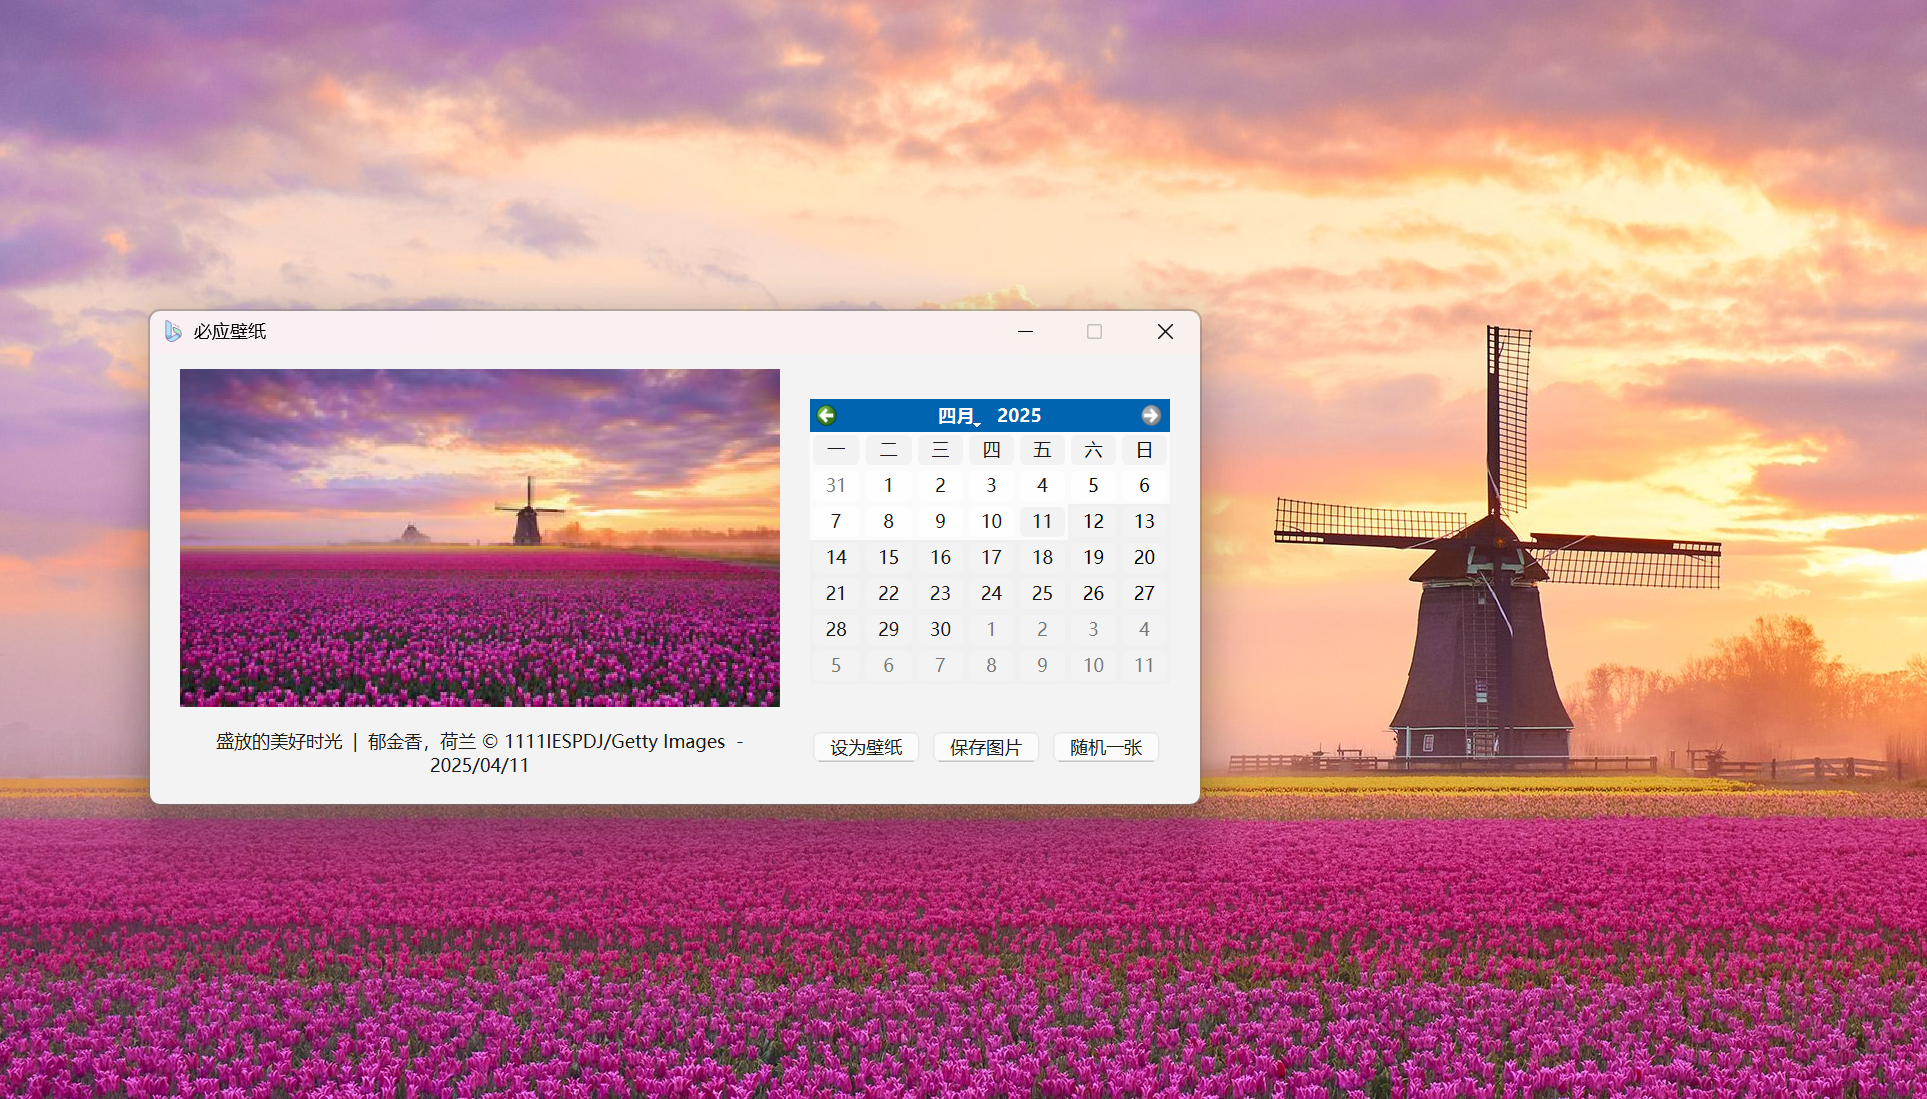 必应壁纸
四月 2025
一 二 三 四 五 六 日
31 1 2 3 4 5 6
7 8 9 10 11 12 13
14 15 16 17 18 19 20
21 22 23 24 25 26 27
28 29 30 1 2 3 4
5 6 7 8 9 10 11
盛放的美好时光 | 郁金香，荷兰 © 1111IESPDJ/Getty Images -
2025/04/11
设为壁纸 保存图片 随机一张